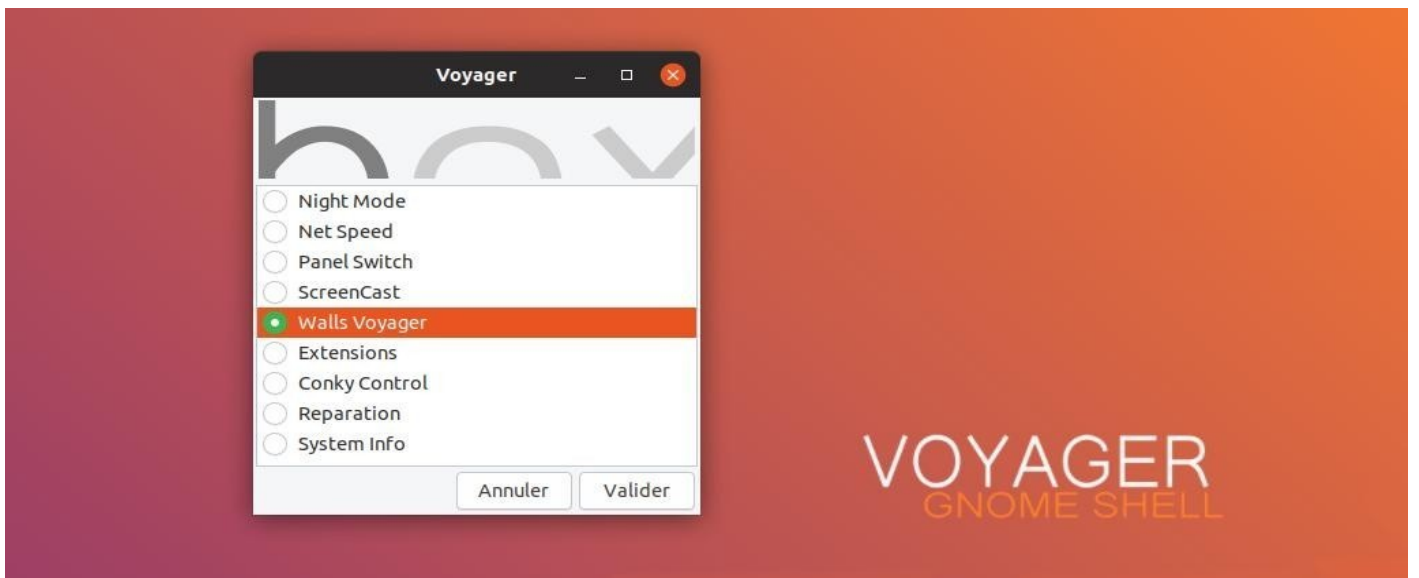 Voyager
box
Night Mode
Net Speed
Panel Switch
ScreenCast
Walls Voyager
Extensions
Conky Control
Reparation
System Info
Annuler
Valider
VOYAGER
GNOME SHELL